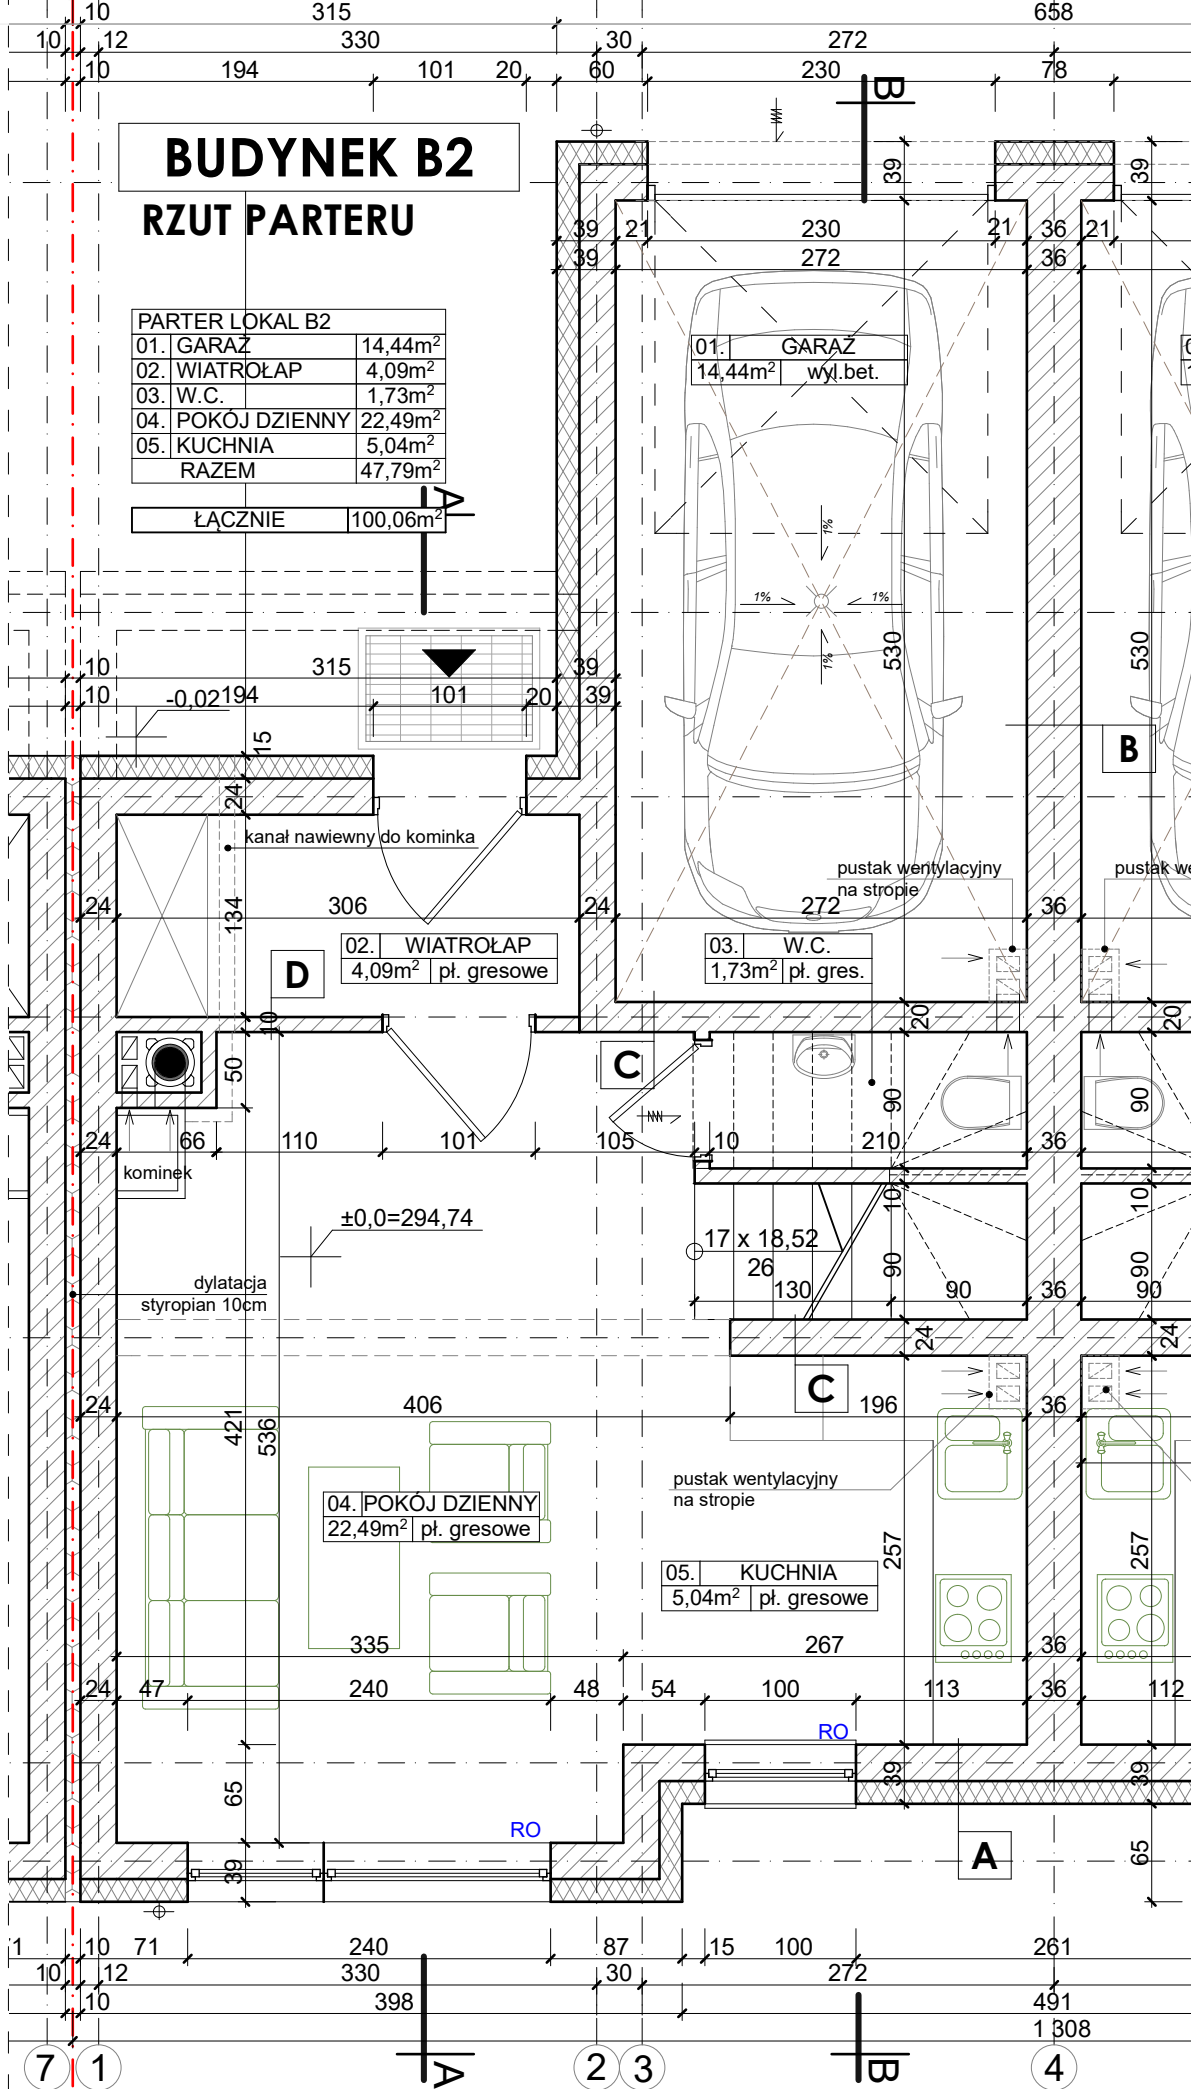 10 315 658
10 12 330 30 272
10 194 101 20 60 230 78
B
BUDYNEK B2
RZUT PARTERU
39 39
39 21 230 21 36 21
39 272 36
PARTER LOKAL B2
01. GARAŻ 14,44m²
02. WIATROŁAP 4,09m²
03. W.C. 1,73m²
04. POKÓJ DZIENNY 22,49m²
05. KUCHNIA 5,04m²
RAZEM 47,79m²
ŁĄCZNIE 100,06m²
A
01. GARAŻ
14,44m² wyl.bet.
1%
1% 1%
1%
530 530
10 315 39
10 194 101 20 39
-0,02
15
B
24
kanał nawiewny do kominka
pustak wentylacyjny
na stropie
pustak we
24 134 306 24 272 36
02. WIATROŁAP
4,09m² pł. gresowe
03. W.C.
1,73m² pł. gres.
D
10 20 20
50
C
90 90
24 66 110 101 105 10 210 36
kominek
10 10
±0,0=294,74
17 x 18,52
26
90 90
dylatacja
styropian 10cm
130 90 36 90
24 24
C
24 406 196 36
421
536
pustak wentylacyjny
na stropie
04. POKÓJ DZIENNY
22,49m² pł. gresowe
257 257
05. KUCHNIA
5,04m² pł. gresowe
335 267 36
24 47 240 48 54 100 113 36 112
RO
39 39
65
RO
A
65
39
1 10 71 240 87 15 100 261
10 12 330 30 272
10 398 491
1 308
7 1 A 2 3 B 4